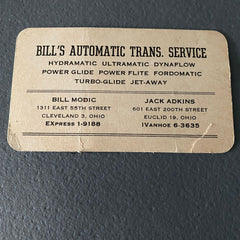 BILL'S AUTOMATIC TRANS. SERVICE
HYDRAMATIC ULTRAMATIC DYNAFLOW
POWER GLIDE POWER FLITE FORDOMATIC
TURBO-GLIDE JET-AWAY
BILL MODIC
1311 EAST 55TH STREET
CLEVELAND 3, OHIO
EXpress 1-9188
JACK ADKINS
601 EAST 200TH STREET
EUCLID 19, OHIO
IVanhoe 6-3635